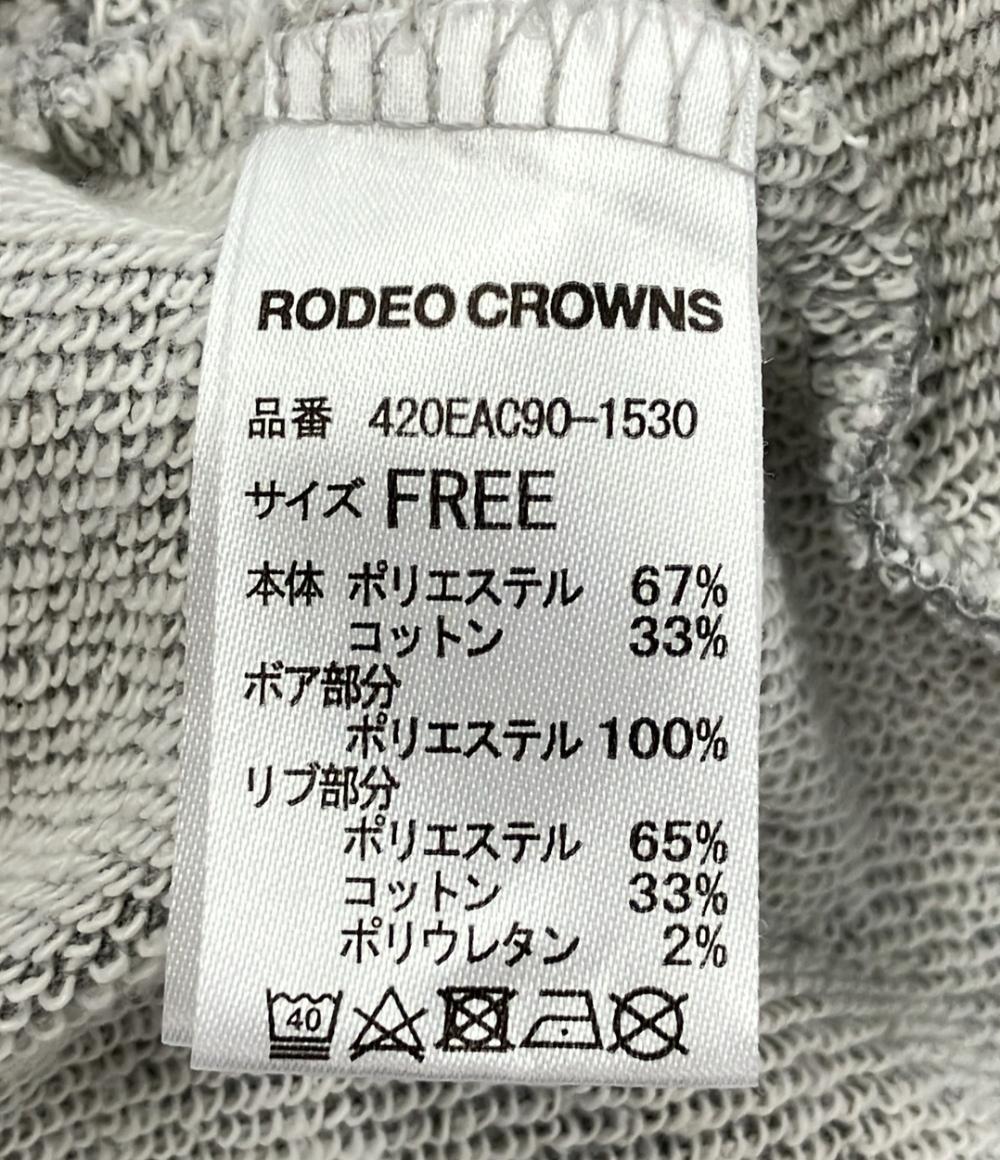 RODEO CROWNS
品番 420EAC90-1530
サイズ FREE
本体 ポリエステル 67%
コットン 33%
ボア部分
ポリエステル 100%
リブ部分
ポリエステル 65%
コットン 33%
ポリウレタン 2%
40